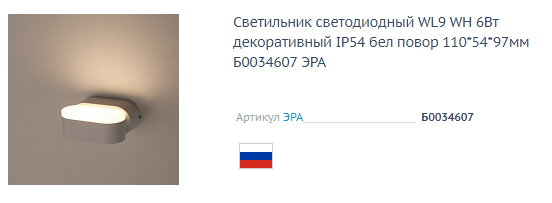 Светильник светодиодный WL9 WH 6Вт
декоративный IP54 бел повор 110*54*97мм
Б0034607 ЭРА
Артикул ЭРА Б0034607